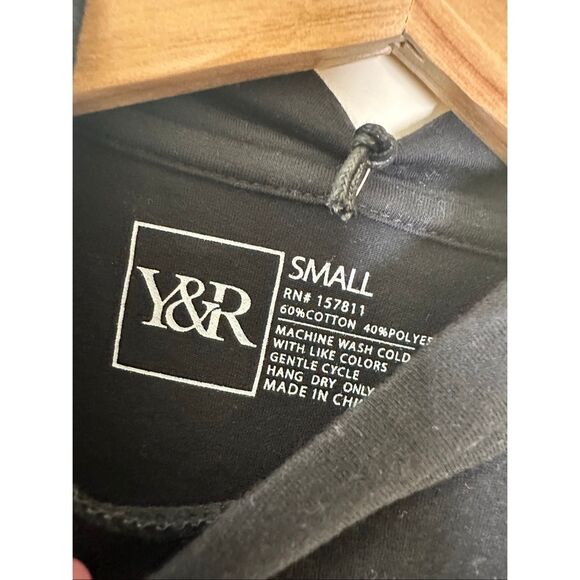 Y&R
SMALL
RN# 157811
60%COTTON 40%POLYES
MACHINE WASH COLD
WITH LIKE COLORS
GENTLE CYCLE
HANG DRY ONLY
MADE IN CHI